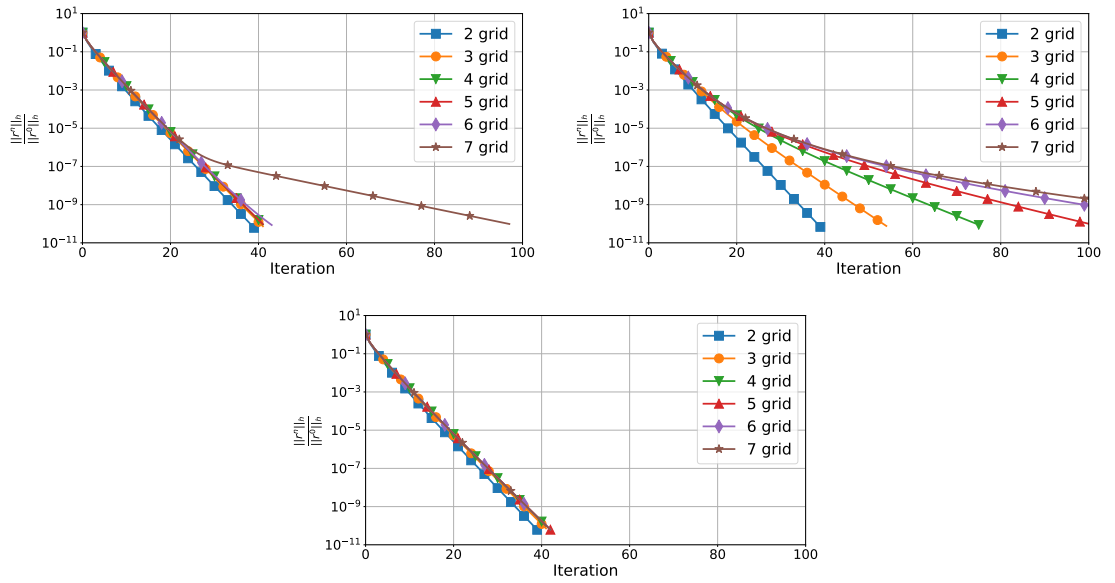 10^1
10^-1
10^-3
10^-5
10^-7
10^-9
10^-11
||r^n||_h
||r^0||_h
0 20 40 60 80 100
Iteration
2 grid
3 grid
4 grid
5 grid
6 grid
7 grid
10^1
10^-1
10^-3
10^-5
10^-7
10^-9
10^-11
||r^n||_h
||r^0||_h
0 20 40 60 80 100
Iteration
2 grid
3 grid
4 grid
5 grid
6 grid
7 grid
10^1
10^-1
10^-3
10^-5
10^-7
10^-9
10^-11
||r^n||_h
||r^0||_h
0 20 40 60 80 100
Iteration
2 grid
3 grid
4 grid
5 grid
6 grid
7 grid